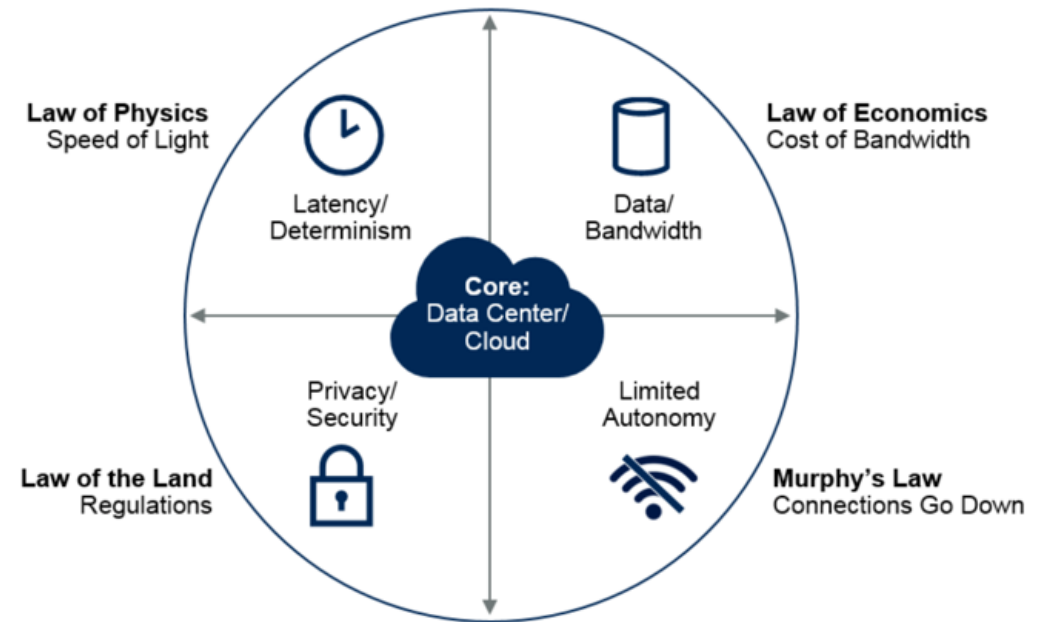 Law of Physics
Speed of Light
Latency/
Determinism
Data/
Bandwidth
Law of Economics
Cost of Bandwidth
Core:
Data Center/
Cloud
Law of the Land
Regulations
Privacy/
Security
Limited
Autonomy
Murphy's Law
Connections Go Down